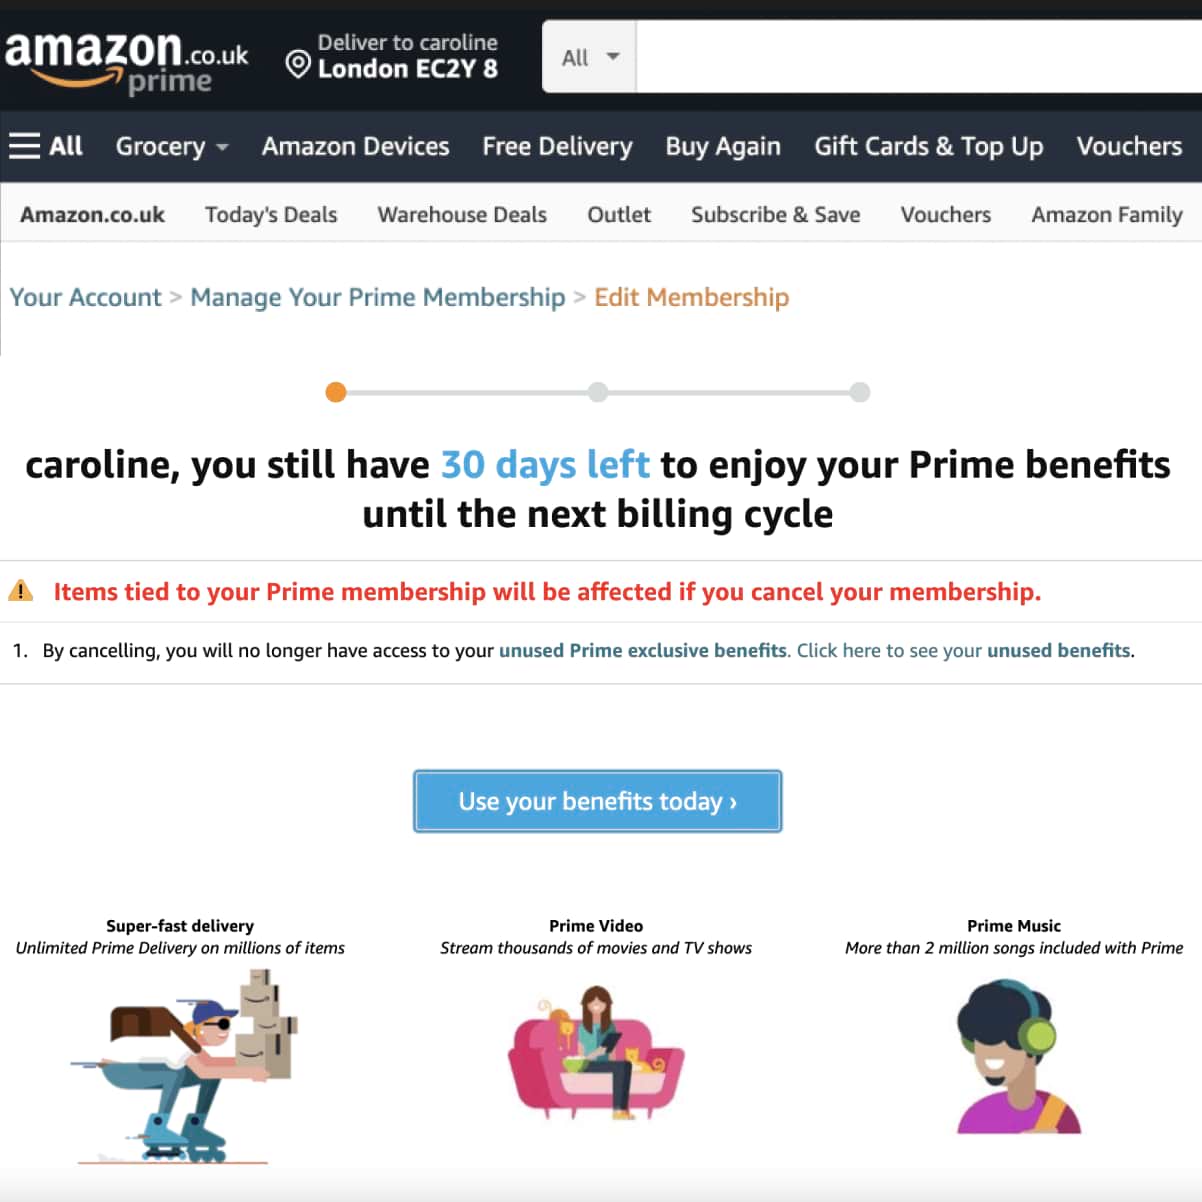 amazon.co.uk
prime
Deliver to caroline
London EC2Y 8
All
All
Grocery
Amazon Devices
Free Delivery
Buy Again
Gift Cards & Top Up
Vouchers
Amazon.co.uk
Today's Deals
Warehouse Deals
Outlet
Subscribe & Save
Vouchers
Amazon Family
Your Account > Manage Your Prime Membership > Edit Membership
caroline, you still have 30 days left to enjoy your Prime benefits
until the next billing cycle
Items tied to your Prime membership will be affected if you cancel your membership.
1. By cancelling, you will no longer have access to your unused Prime exclusive benefits. Click here to see your unused benefits.
Use your benefits today ›
Super-fast delivery
Unlimited Prime Delivery on millions of items
Prime Video
Stream thousands of movies and TV shows
Prime Music
More than 2 million songs included with Prime